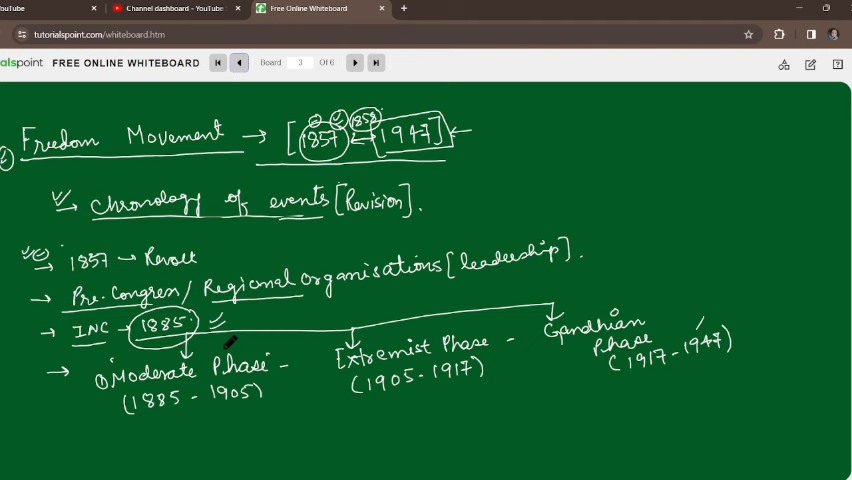 YouTube
Channel dashboard - YouTube
Free Online Whiteboard
tutorialspoint.com/whiteboard.htm
alspoint FREE ONLINE WHITEBOARD Board 3 Of 6
Freedom Movement → [1857 1858 ↔ 1947] ←
→ Chronology of events [Revision].
→ 1857 → Revolt
→ Pre-Congress / Regional Organisations [leadership].
→ INC → 1885
→ ① Moderate Phase - Extremist Phase - Gandhian Phase
(1885 - 1905) (1905 - 1917) (1917 - 1947)